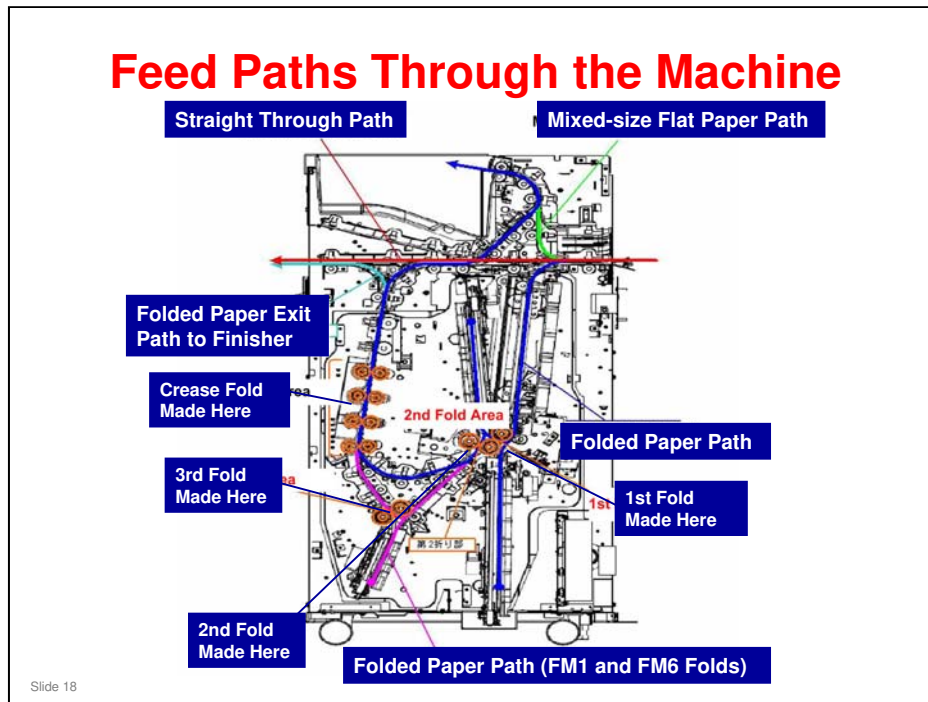 Feed Paths Through the Machine
Straight Through Path
Mixed-size Flat Paper Path
Folded Paper Exit
Path to Finisher
Crease Fold
Made Here
2nd Fold Area
Folded Paper Path
3rd Fold
Made Here
1st Fold
Made Here
1st
第2折り部
2nd Fold
Made Here
Folded Paper Path (FM1 and FM6 Folds)
Slide 18